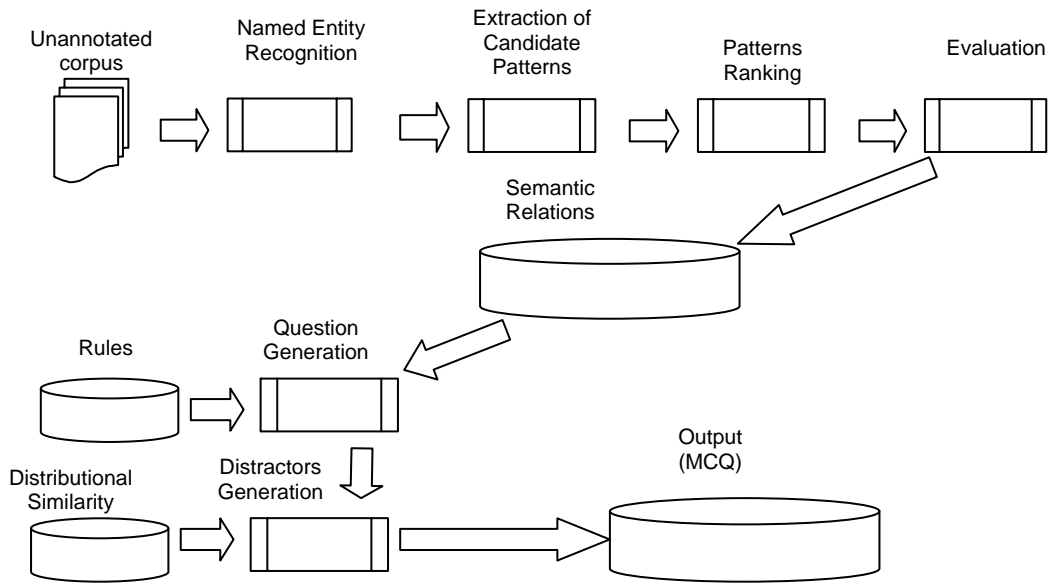 Unannotated
corpus
Named Entity
Recognition
Extraction of
Candidate
Patterns
Patterns
Ranking
Evaluation
Semantic
Relations
Rules
Question
Generation
Distributional
Similarity
Distractors
Generation
Output
(MCQ)